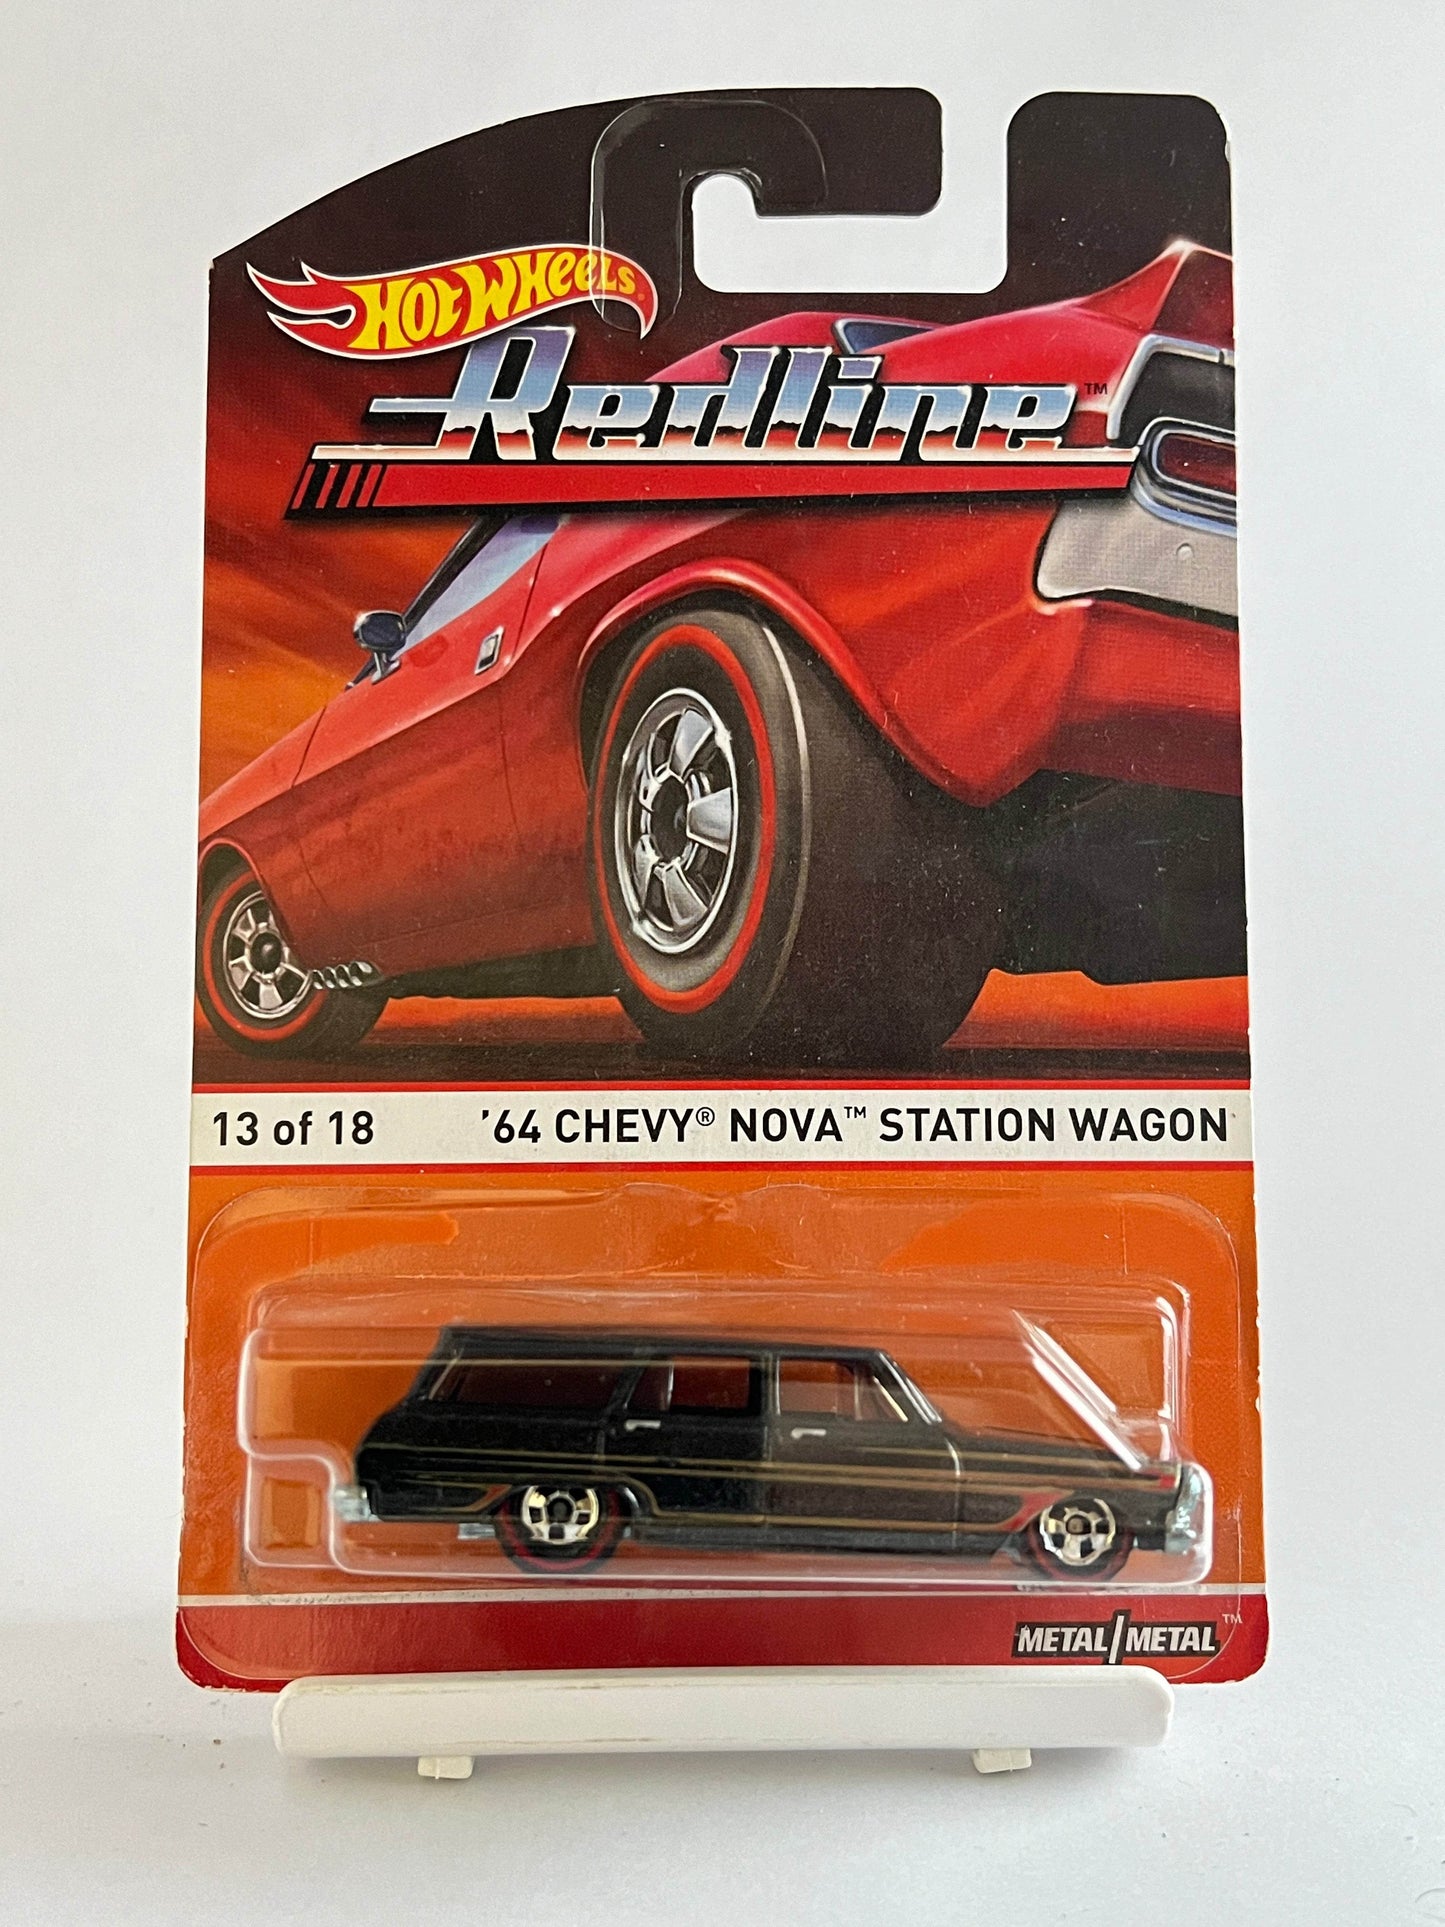 HOT WHEELS
Redline™
13 of 18 '64 CHEVY® NOVA™ STATION WAGON
METAL/METAL™